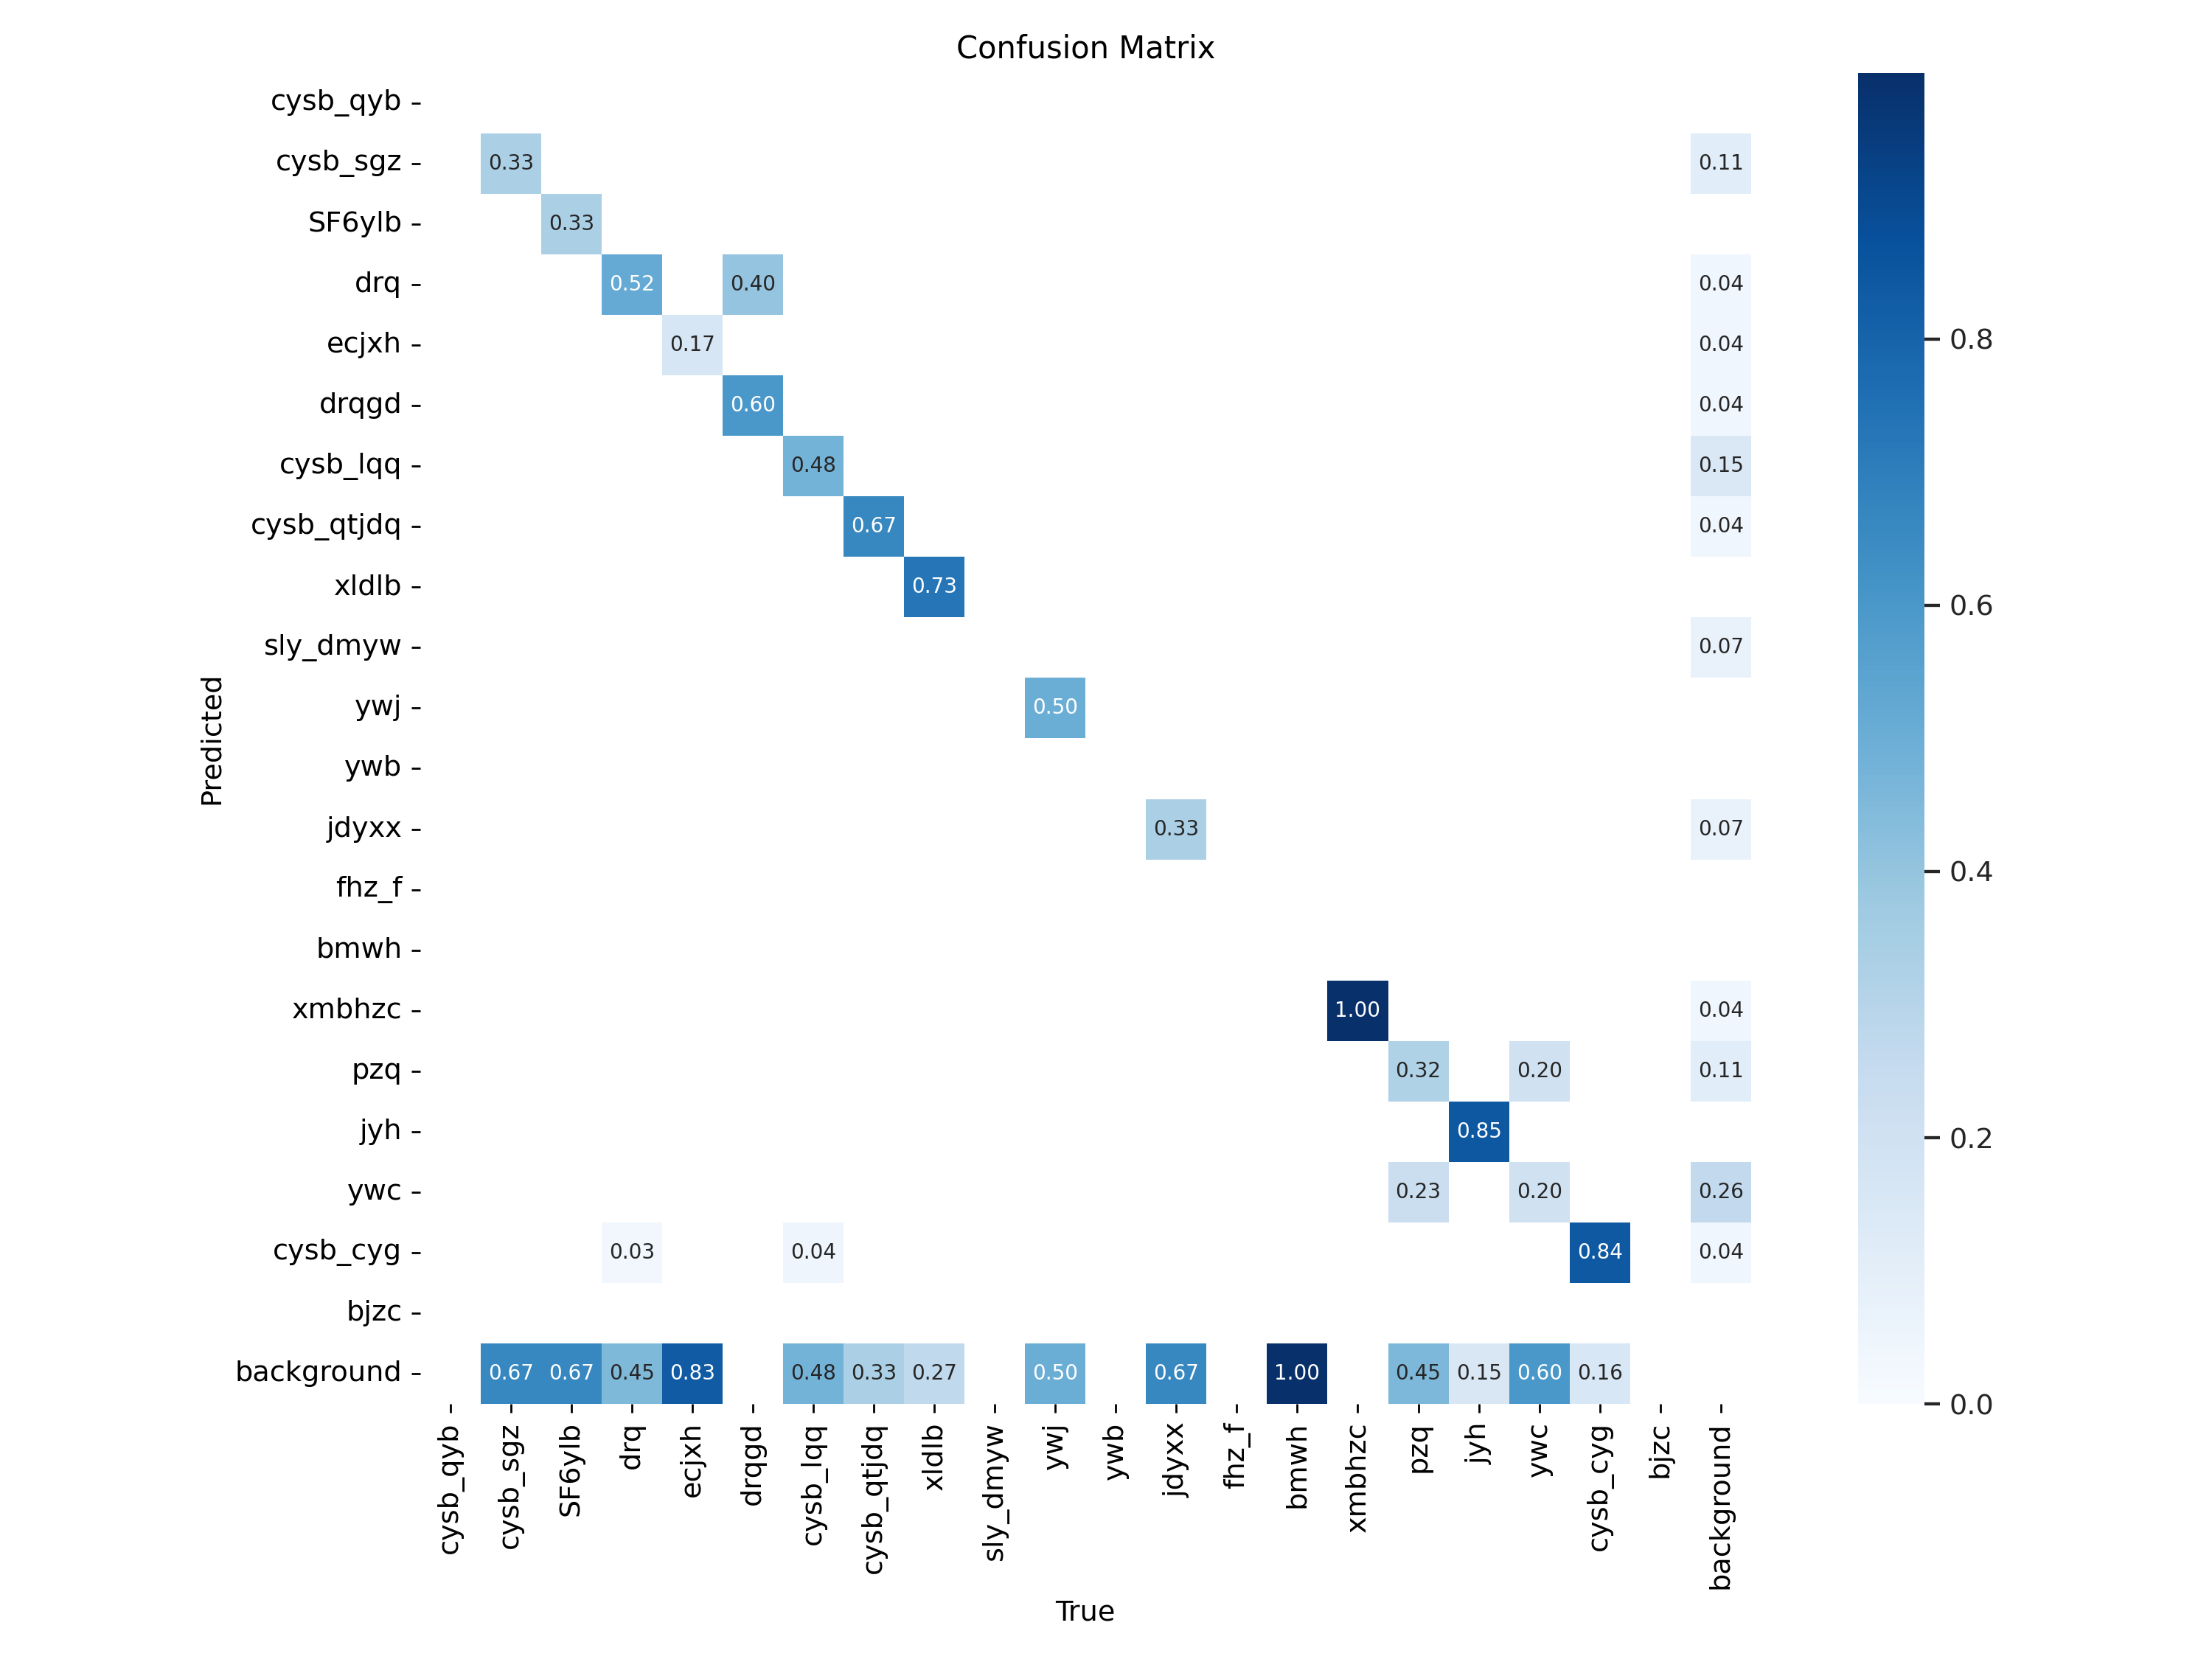 Confusion Matrix
cysb_qyb
cysb_sgz 0.33 0.11
SF6ylb 0.33
drq 0.52 0.40 0.04
ecjxh 0.17 0.04
drqgd 0.60 0.04
cysb_lqq 0.48 0.15
cysb_qtjdq 0.67 0.04
xldlb 0.73
sly_dmyw 0.07
ywj 0.50
ywb
jdyxx 0.33 0.07
fhz_f
bmwh
xmbhzc 1.00 0.04
pzq 0.32 0.20 0.11
jyh 0.85
ywc 0.23 0.20 0.26
cysb_cyg 0.03 0.04 0.84 0.04
bjzc
background 0.67 0.67 0.45 0.83 0.48 0.33 0.27 0.50 0.67 1.00 0.45 0.15 0.60 0.16
Predicted
cysb_qyb
cysb_sgz
SF6ylb
drq
ecjxh
drqgd
cysb_lqq
cysb_qtjdq
xldlb
sly_dmyw
ywj
ywb
jdyxx
fhz_f
bmwh
xmbhzc
pzq
jyh
ywc
cysb_cyg
bjzc
background
True
0.8
0.6
0.4
0.2
0.0